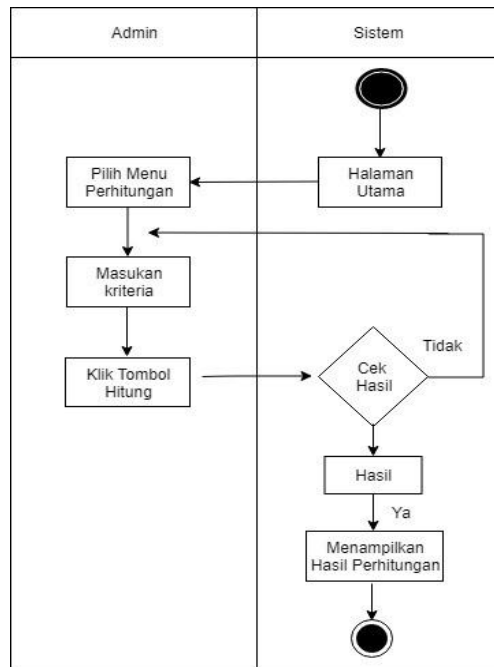 Admin
Sistem
Halaman
Utama
Pilih Menu
Perhitungan
Masukan
kriteria
Klik Tombol
Hitung
Cek
Hasil
Tidak
Hasil
Ya
Menampilkan
Hasil Perhitungan